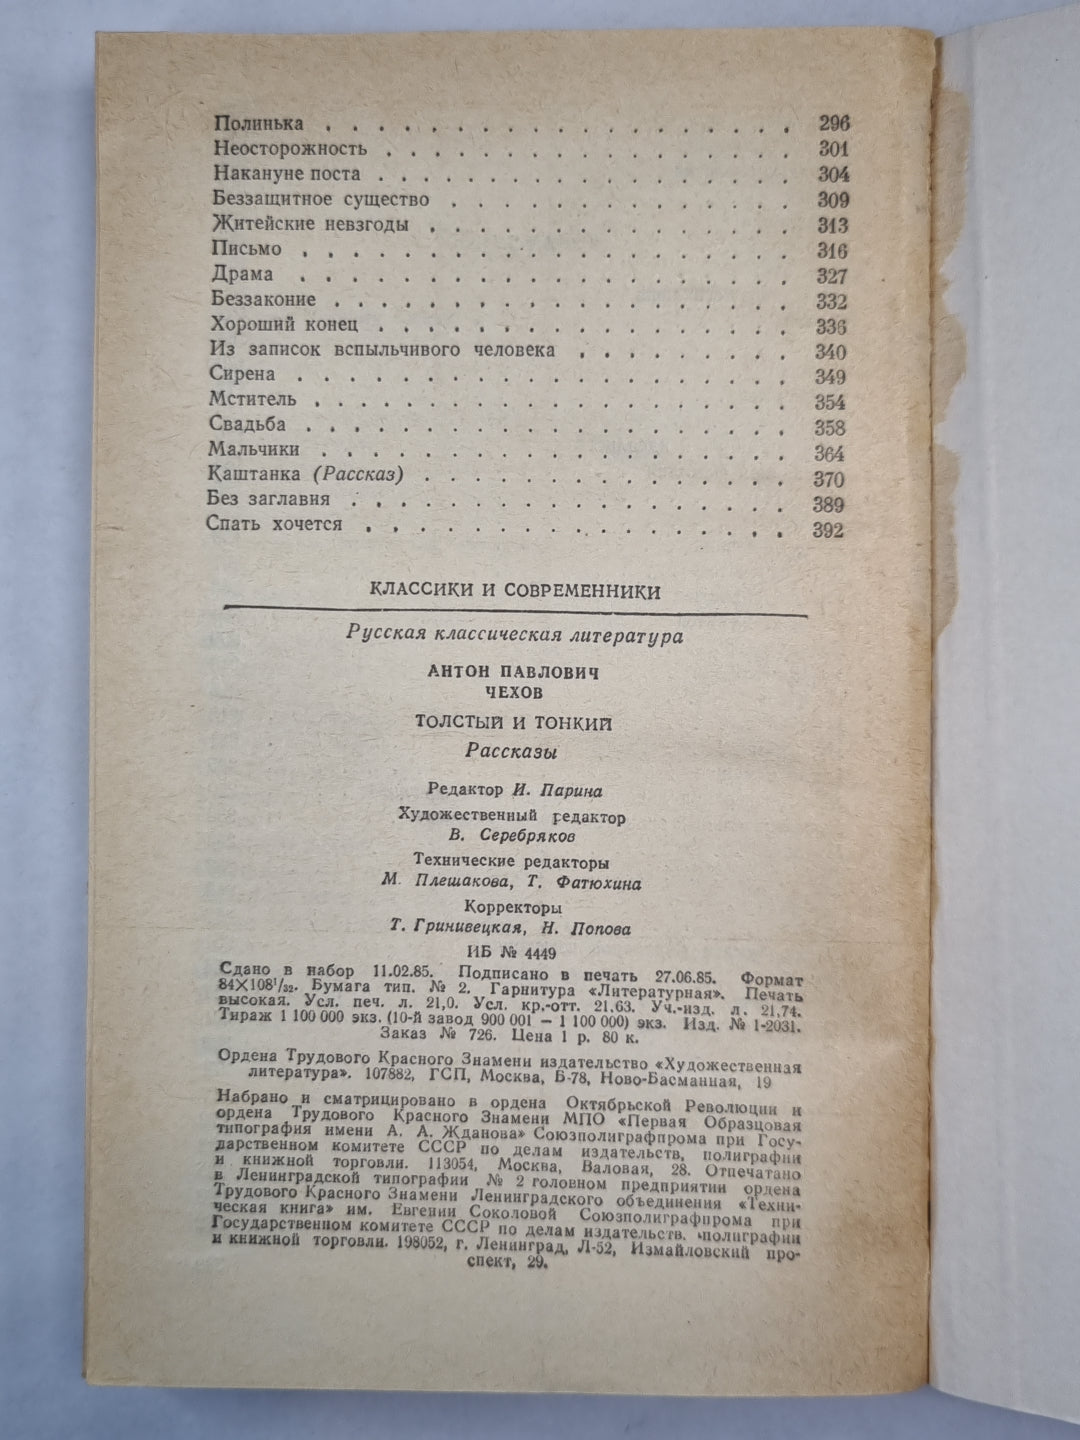 Полинька . . . . . . . . . . . . . . . . . . 296
Неосторожность . . . . . . . . . . . . . . . . 301
Накануне поста . . . . . . . . . . . . . . . . 304
Беззащитное существо . . . . . . . . . . . . . 309
Житейские невзгоды . . . . . . . . . . . . . . 313
Письмо . . . . . . . . . . . . . . . . . . . 316
Драма . . . . . . . . . . . . . . . . . . . 327
Беззаконие . . . . . . . . . . . . . . . . . . 332
Хороший конец . . . . . . . . . . . . . . . . 336
Из записок вспыльчивого человека . . . . . . . . 340
Сирена . . . . . . . . . . . . . . . . . . . 349
Мститель . . . . . . . . . . . . . . . . . . 354
Свадьба . . . . . . . . . . . . . . . . . . . 358
Мальчики . . . . . . . . . . . . . . . . . . 364
Каштанка (Рассказ) . . . . . . . . . . . . . . 370
Без заглавия . . . . . . . . . . . . . . . . . 389
Спать хочется . . . . . . . . . . . . . . . . 392
КЛАССИКИ И СОВРЕМЕННИКИ
Русская классическая литература
АНТОН ПАВЛОВИЧ
ЧЕХОВ
ТОЛСТЫЙ И ТОНКИЙ
Рассказы
Редактор И. Парина
Художественный редактор
В. Серебряков
Технические редакторы
М. Плешакова, Т. Фатюхина
Корректоры
Т. Гринивецкая, Н. Попова
ИБ № 4449
Сдано в набор 11.02.85. Подписано в печать 27.06.85. Формат
84×108¹/₃₂. Бумага тип. № 2. Гарнитура «Литературная». Печать
высокая. Усл. печ. л. 21,0. Усл. кр.-отт. 21,63. Уч.-изд. л. 21,74.
Тираж 1 100 000 экз. (10-й завод 900 001 — 1 100 000) экз. Изд. № 1-2031.
Заказ № 726. Цена 1 р. 80 к.
Ордена Трудового Красного Знамени издательство «Художественная
литература». 107882, ГСП, Москва, Б-78, Ново-Басманная, 19
Набрано и сматрицировано в ордена Октябрьской Революции и
ордена Трудового Красного Знамени МПО «Первая Образцовая
типография имени А. А. Жданова» Союзполиграфпрома при Госу-
дарственном комитете СССР по делам издательств, полиграфии
и книжной торговли. 113054, Москва, Валовая, 28. Отпечатано
в Ленинградской типографии № 2 головном предприятии ордена
Трудового Красного Знамени Ленинградского объединения «Техни-
ческая книга» им. Евгении Соколовой Союзполиграфпрома при
Государственном комитете СССР по делам издательств, полиграфии
и книжной торговли. 198052, г. Ленинград, Л-52, Измайловский про-
спект, 29.